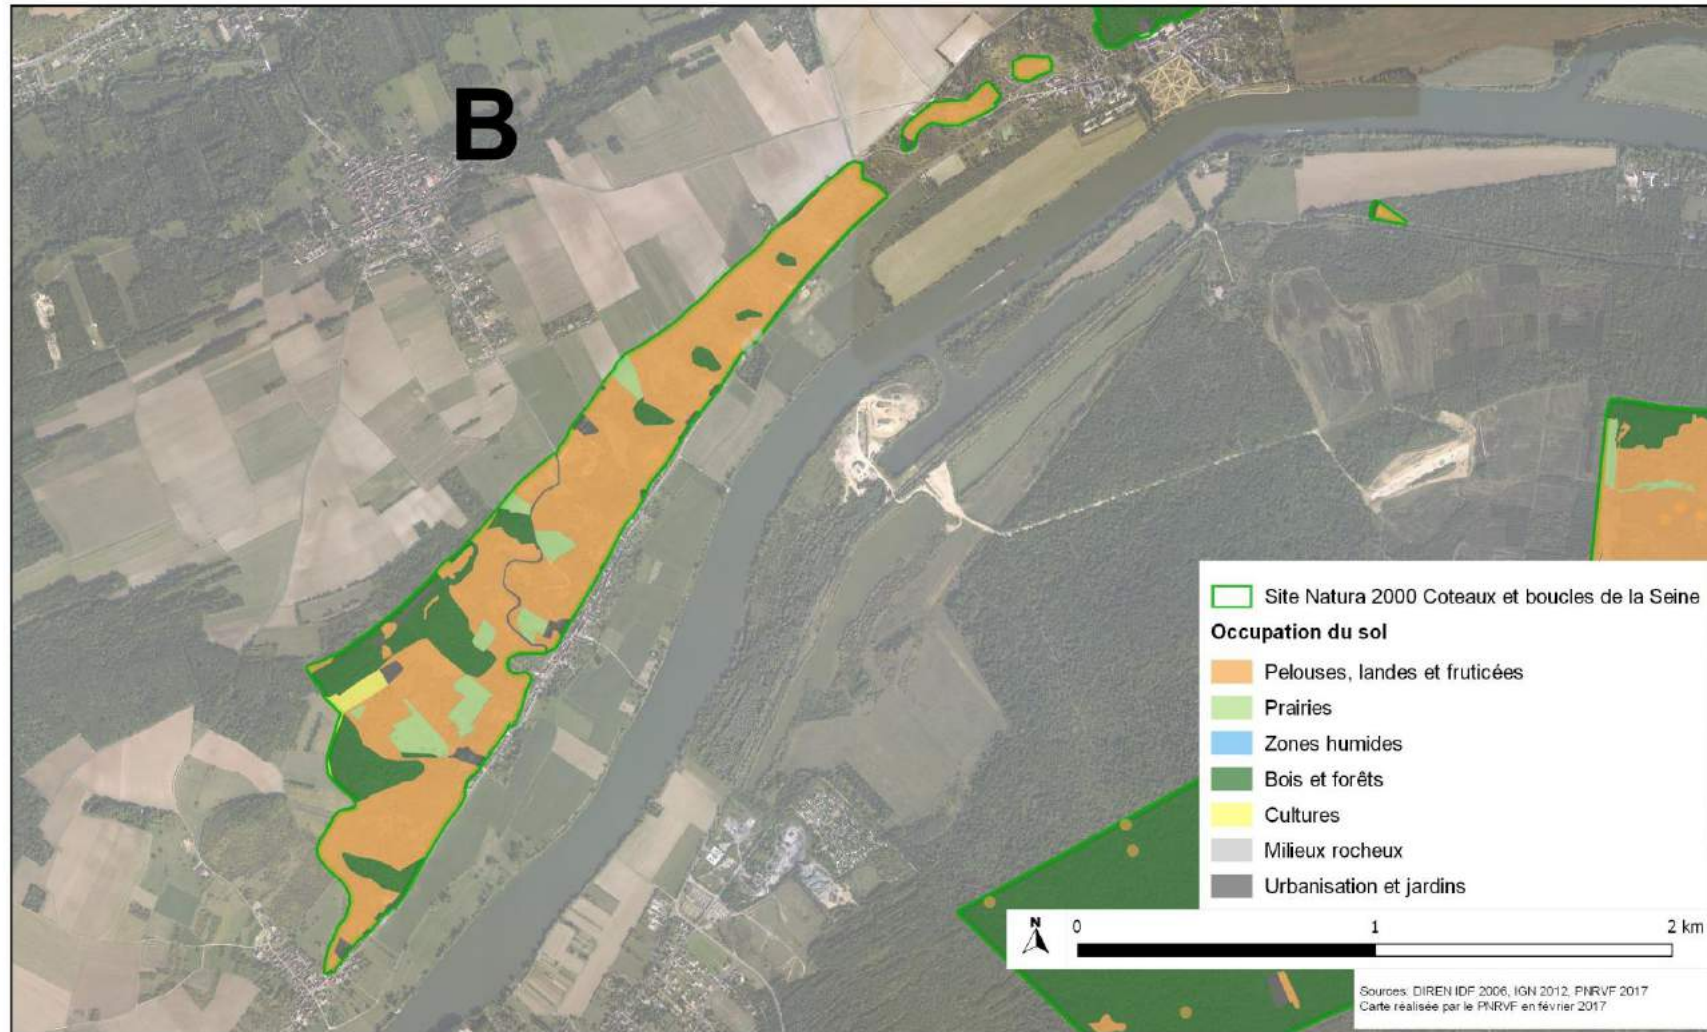 B
Site Natura 2000 Coteaux et boucles de la Seine
Occupation du sol
Pelouses, landes et fruticées
Prairies
Zones humides
Bois et forêts
Cultures
Milieux rocheux
Urbanisation et jardins
N
0 1 2 km
Sources: DIREN IDF 2006, IGN 2012, PNRVF 2017
Carte réalisée par le PNRVF en février 2017